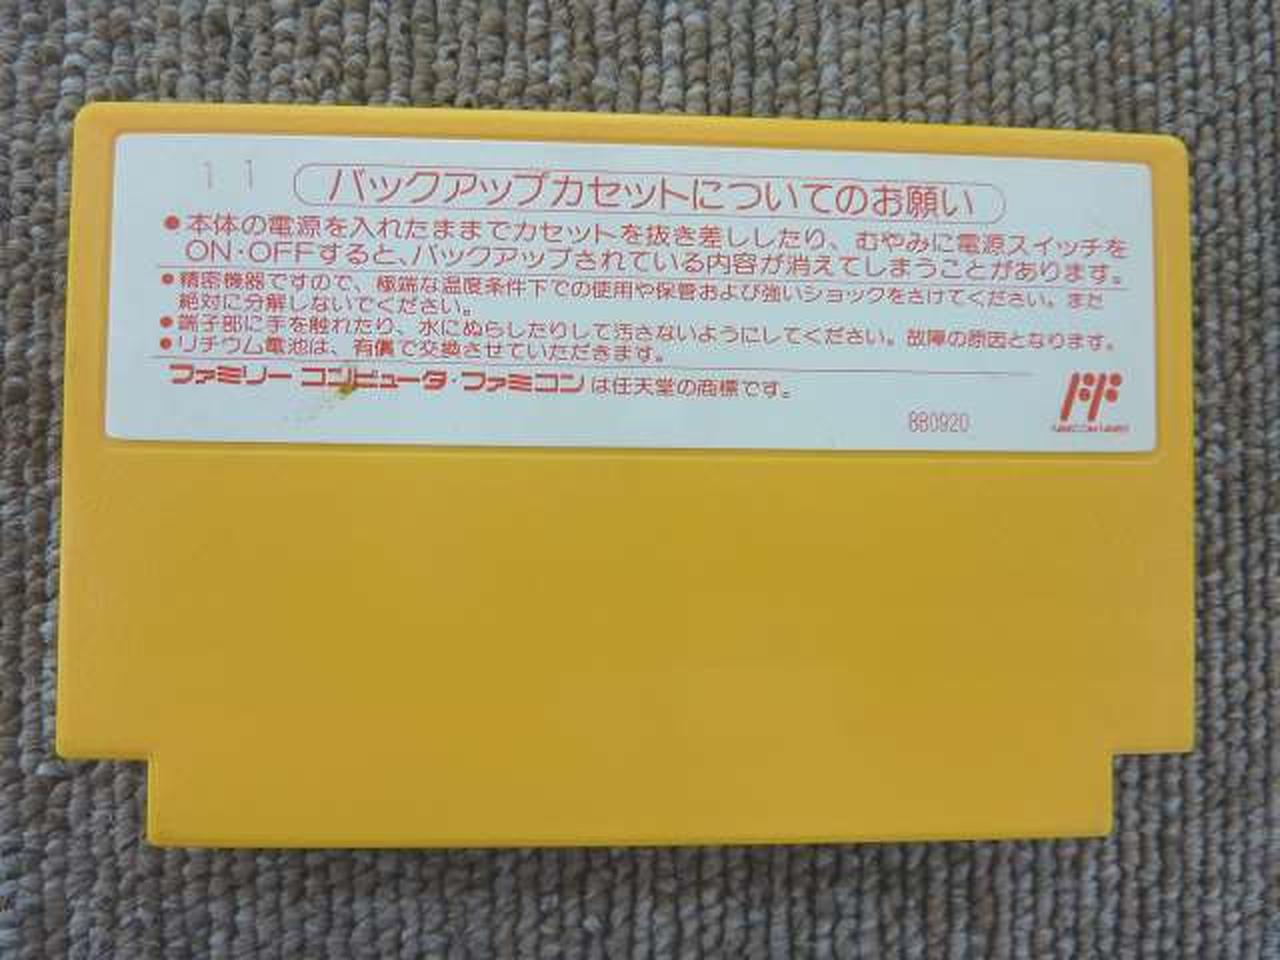 11
バックアップカセットについてのお願い
●本体の電源を入れたままでカセットを抜き差ししたり、むやみに電源スイッチを
ON·OFFすると、バックアップされている内容が消えてしまうことがあります。
●精密機器ですので、極端な温度条件下での使用や保管および強いショックをさけてください。また
絶対に分解しないでください。
●端子部に手を触れたり、水にぬらしたりして汚さないようにしてください。故障の原因となります。
●リチウム電池は、有償で交換させていただきます。
ファミリー コンピュータ·ファミコンは任天堂の商標です。
880920